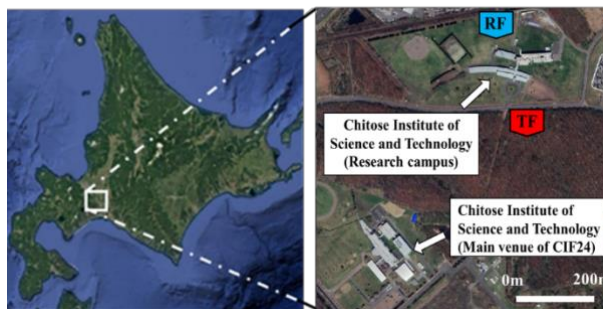 RF
TF
Chitose Institute of
Science and Technology
(Research campus)
Chitose Institute of
Science and Technology
(Main venue of CIF24)
0m
200m